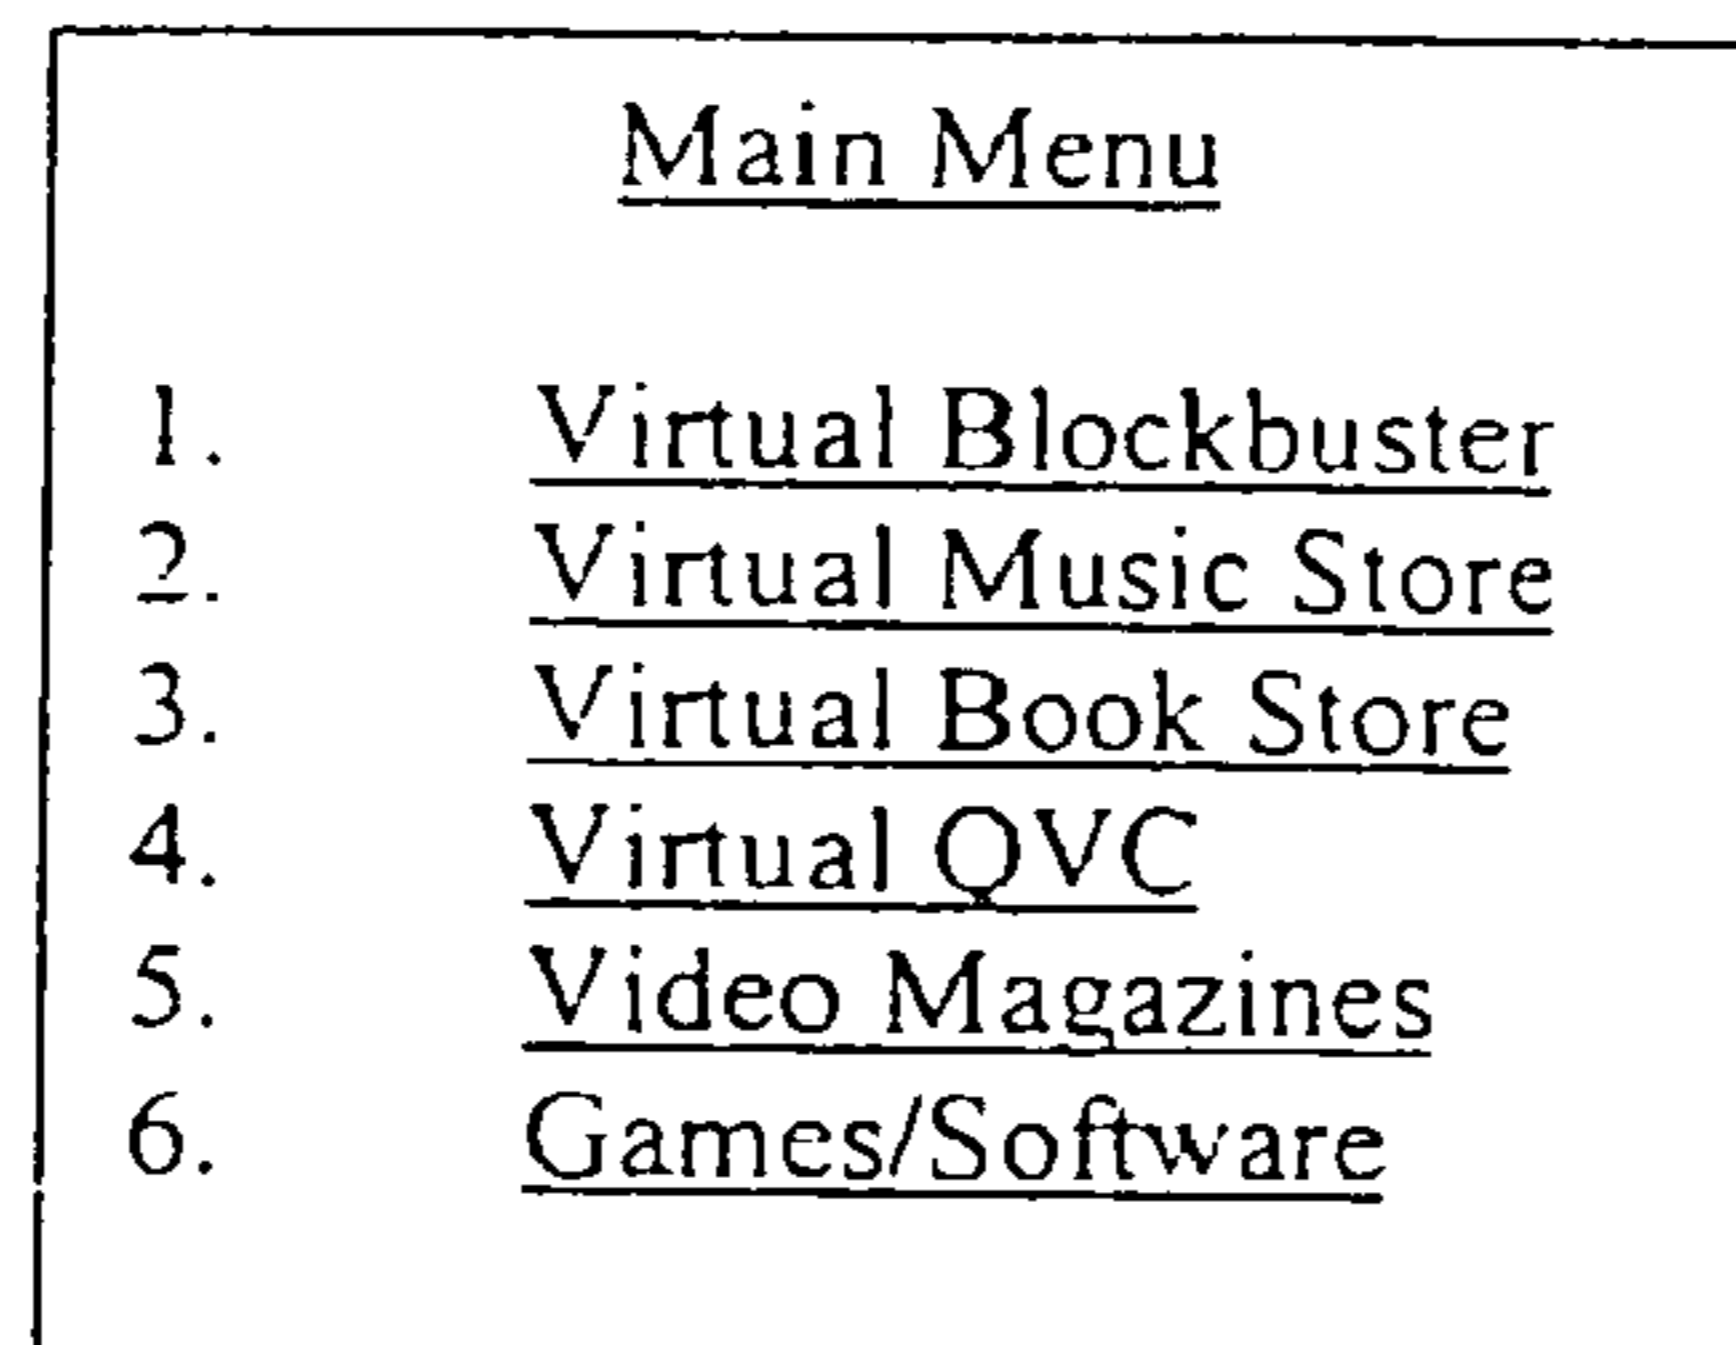 Main Menu
1. Virtual Blockbuster
2. Virtual Music Store
3. Virtual Book Store
4. Virtual QVC
5. Video Magazines
6. Games/Software